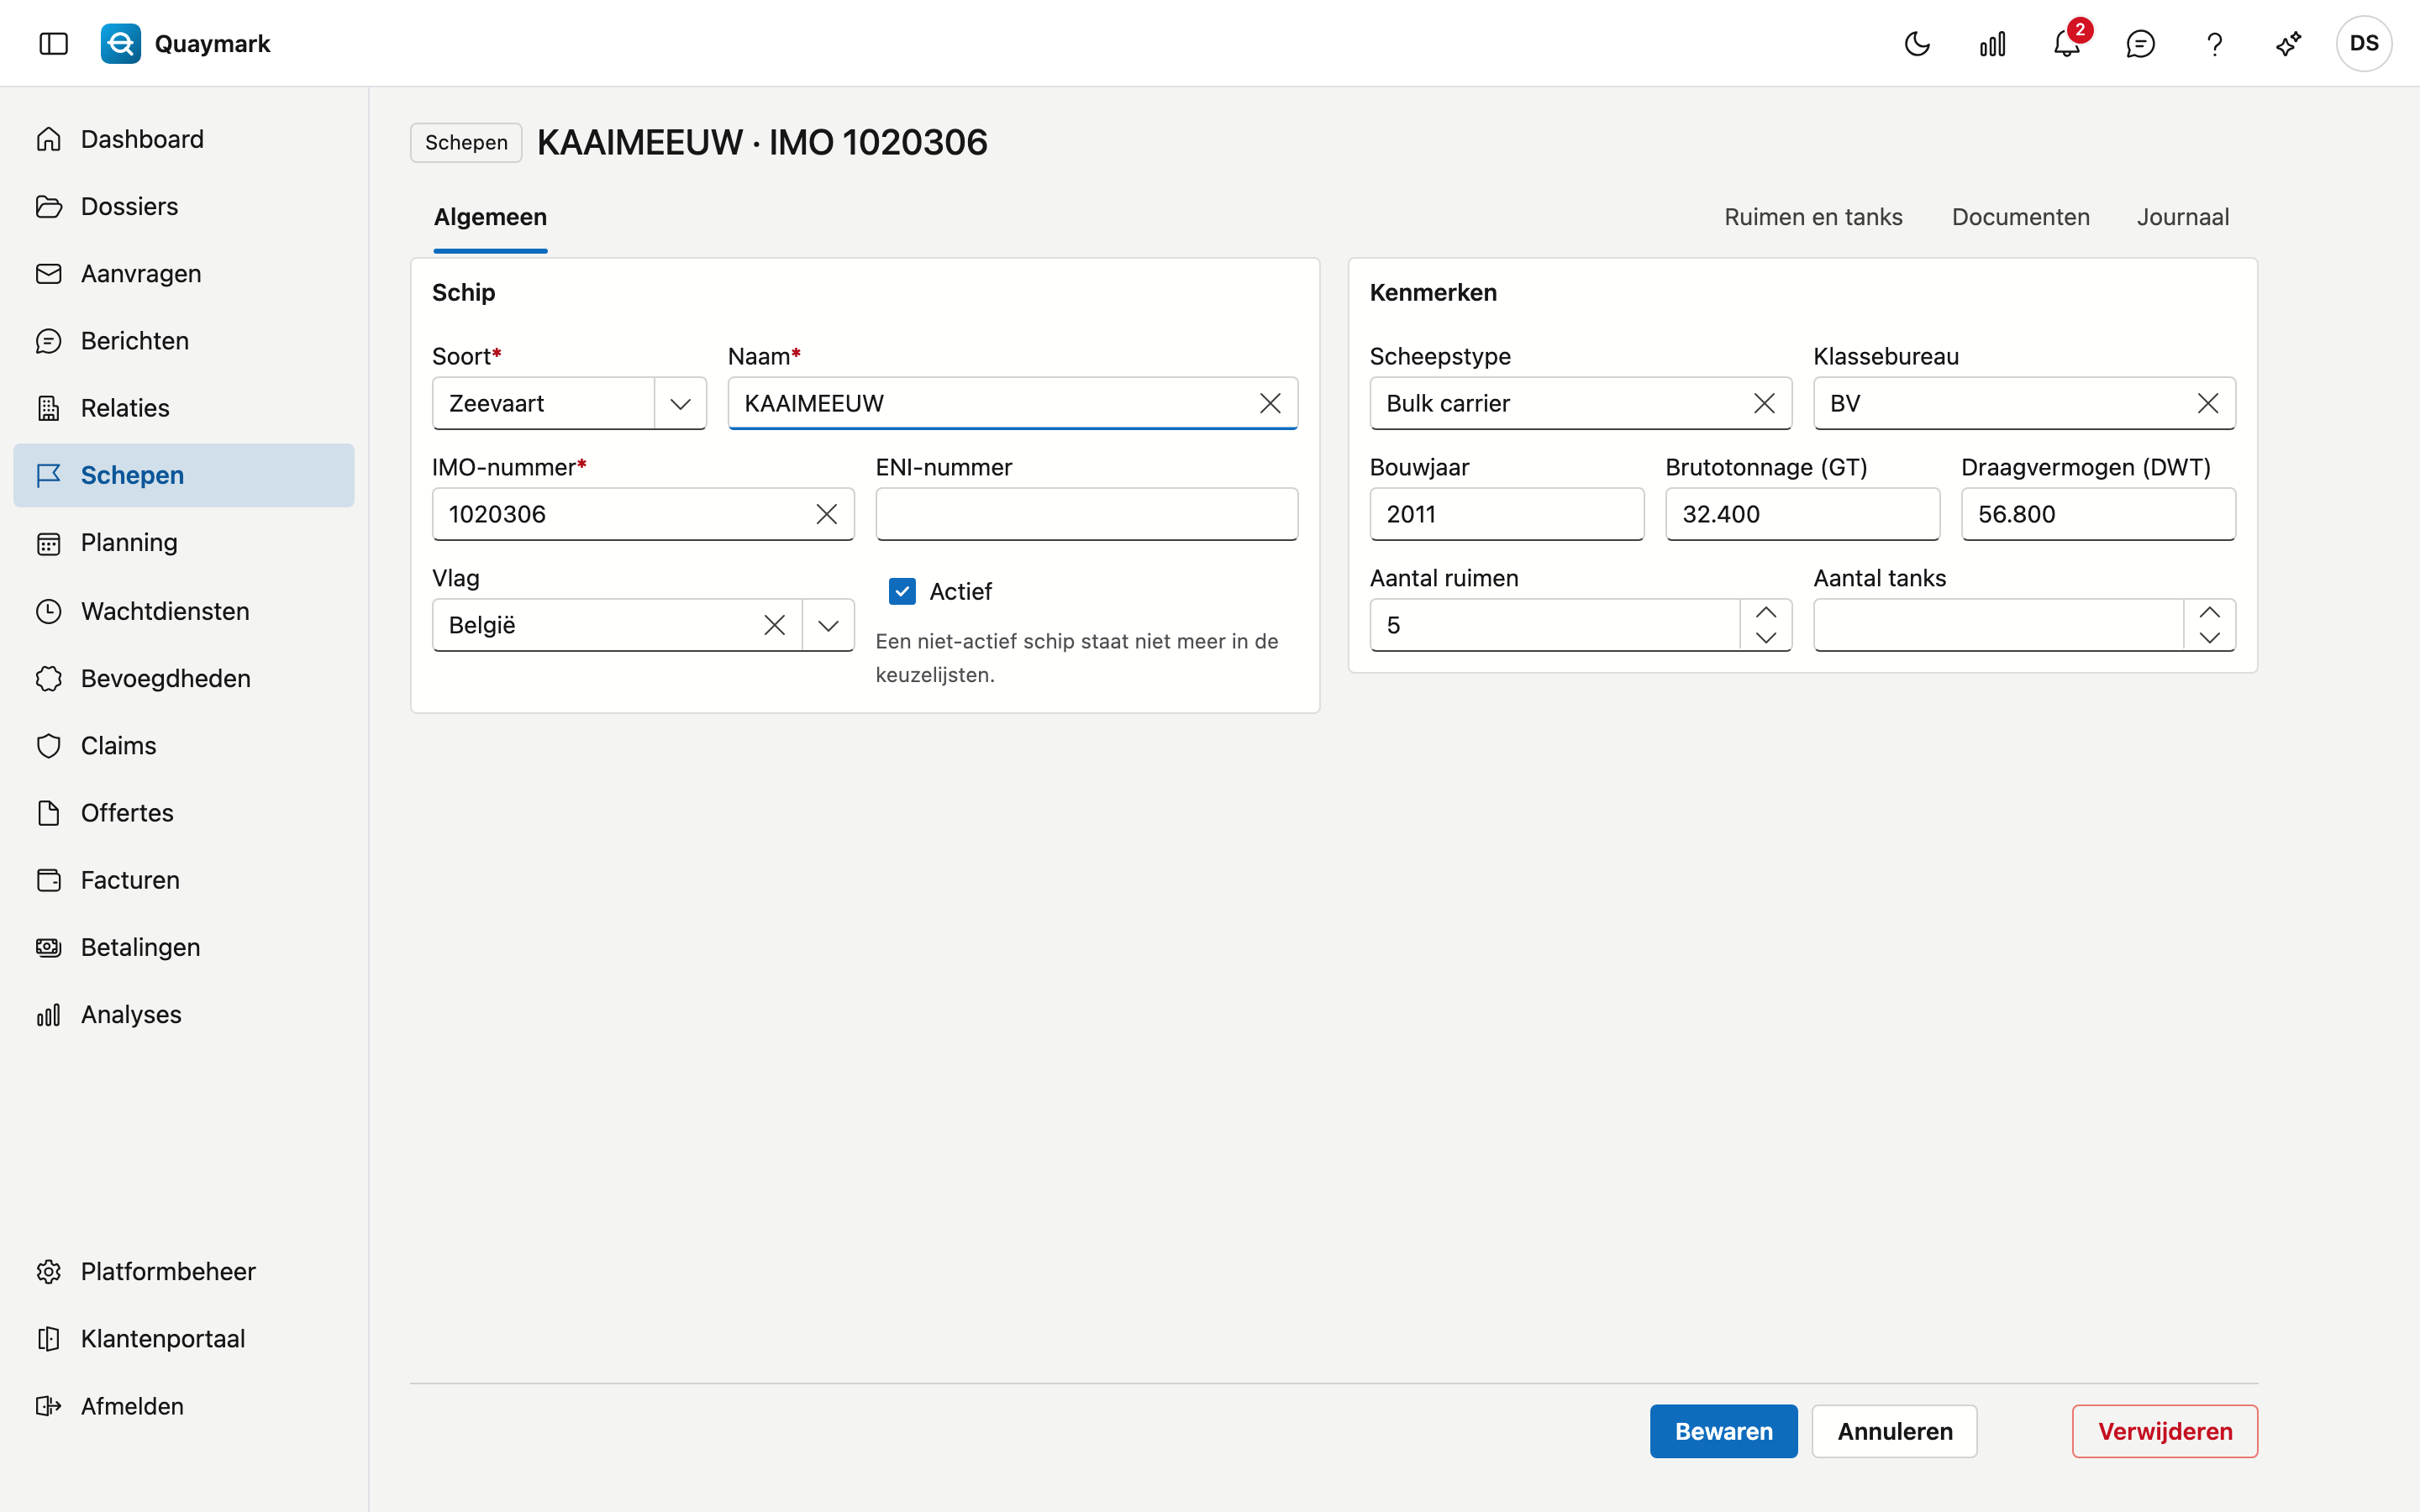 Quaymark
2
DS
Dashboard
Dossiers
Aanvragen
Berichten
Relaties
Schepen
Planning
Wachtdiensten
Bevoegdheden
Claims
Offertes
Facturen
Betalingen
Analyses
Platformbeheer
Klantenportaal
Afmelden
Schepen KAAIMEEUW · IMO 1020306
Algemeen Ruimen en tanks Documenten Journaal
Schip
Soort* Naam*
Zeevaart KAAIMEEUW
IMO-nummer* ENI-nummer
1020306
Vlag
België
Actief
Een niet-actief schip staat niet meer in de
keuzelijsten.
Kenmerken
Scheepstype Klassebureau
Bulk carrier BV
Bouwjaar Brutotonnage (GT) Draagvermogen (DWT)
2011 32.400 56.800
Aantal ruimen Aantal tanks
5
Bewaren Annuleren Verwijderen